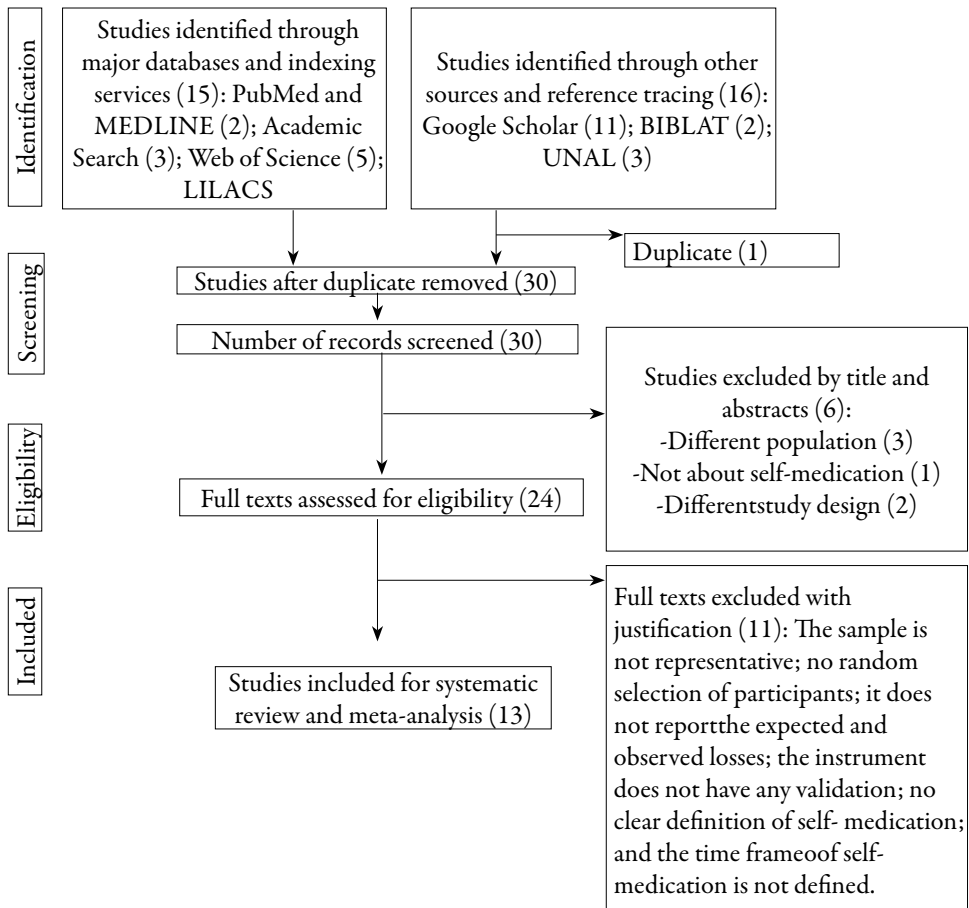 Identification
Studies identified through
major databases and indexing
services (15): PubMed and
MEDLINE (2); Academic
Search (3); Web of Science (5);
LILACS
Studies identified through other
sources and reference tracing (16):
Google Scholar (11); BIBLAT (2);
UNAL (3)
Duplicate (1)
Screening
Studies after duplicate removed (30)
Number of records screened (30)
Studies excluded by title and
abstracts (6):
-Different population (3)
-Not about self-medication (1)
-Differentstudy design (2)
Eligibility
Full texts assessed for eligibility (24)
Full texts excluded with
justification (11): The sample is
not representative; no random
selection of participants; it does
not reportthe expected and
observed losses; the instrument
does not have any validation; no
clear definition of self- medication;
and the time frameoof self-
medication is not defined.
Included
Studies included for systematic
review and meta-analysis (13)